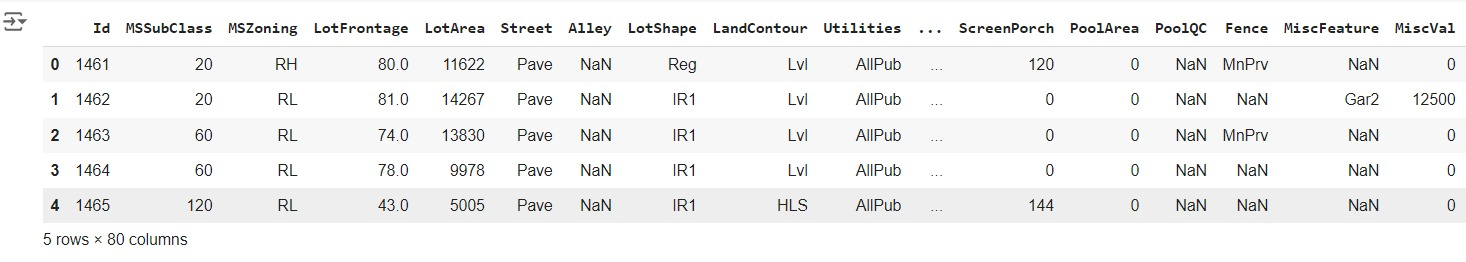 Id MSSubClass MSZoning LotFrontage LotArea Street Alley LotShape LandContour Utilities ... ScreenPorch PoolArea PoolQC Fence MiscFeature MiscVal
0 1461 20 RH 80.0 11622 Pave NaN Reg Lvl AllPub ... 120 0 NaN MnPrv NaN 0
1 1462 20 RL 81.0 14267 Pave NaN IR1 Lvl AllPub ... 0 0 NaN NaN Gar2 12500
2 1463 60 RL 74.0 13830 Pave NaN IR1 Lvl AllPub ... 0 0 NaN MnPrv NaN 0
3 1464 60 RL 78.0 9978 Pave NaN IR1 Lvl AllPub ... 0 0 NaN NaN NaN 0
4 1465 120 RL 43.0 5005 Pave NaN IR1 HLS AllPub ... 144 0 NaN NaN NaN 0
5 rows × 80 columns